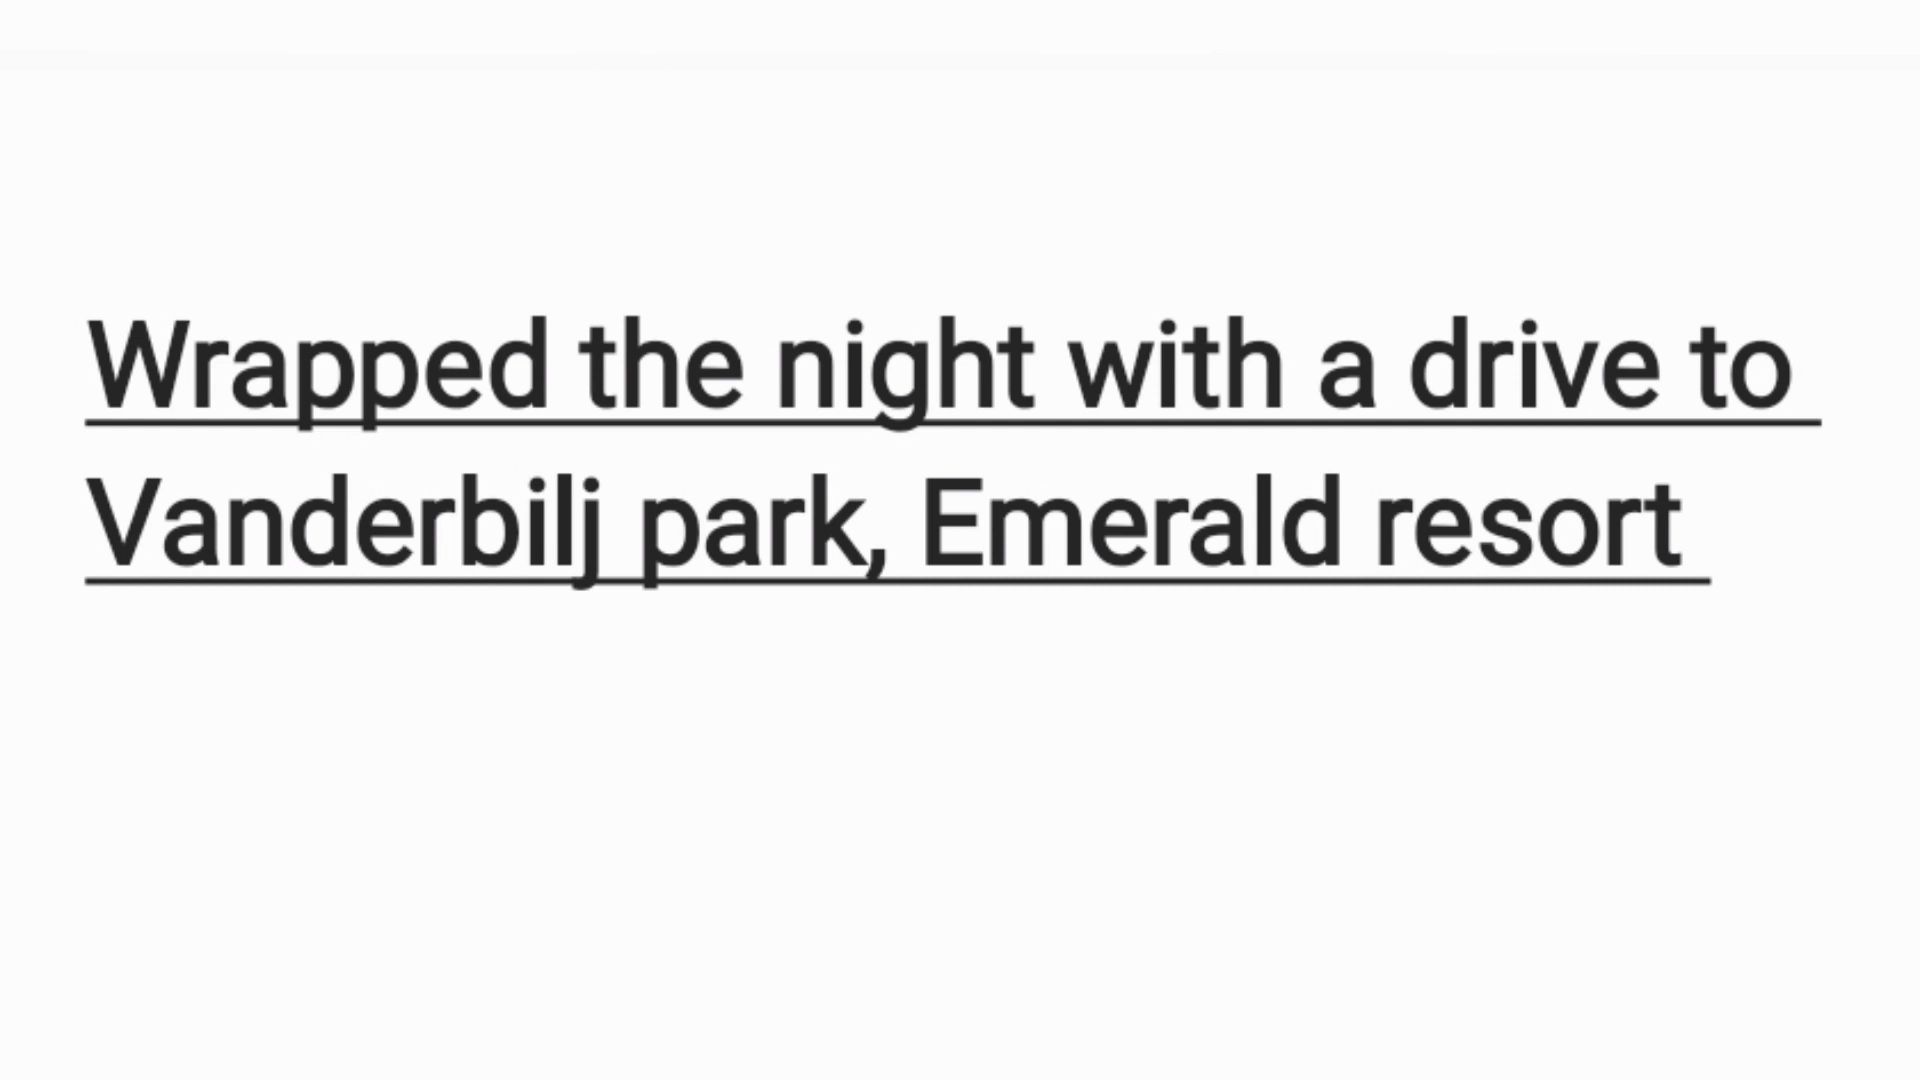 Wrapped the night with a drive to
Vanderbilj park, Emerald resort